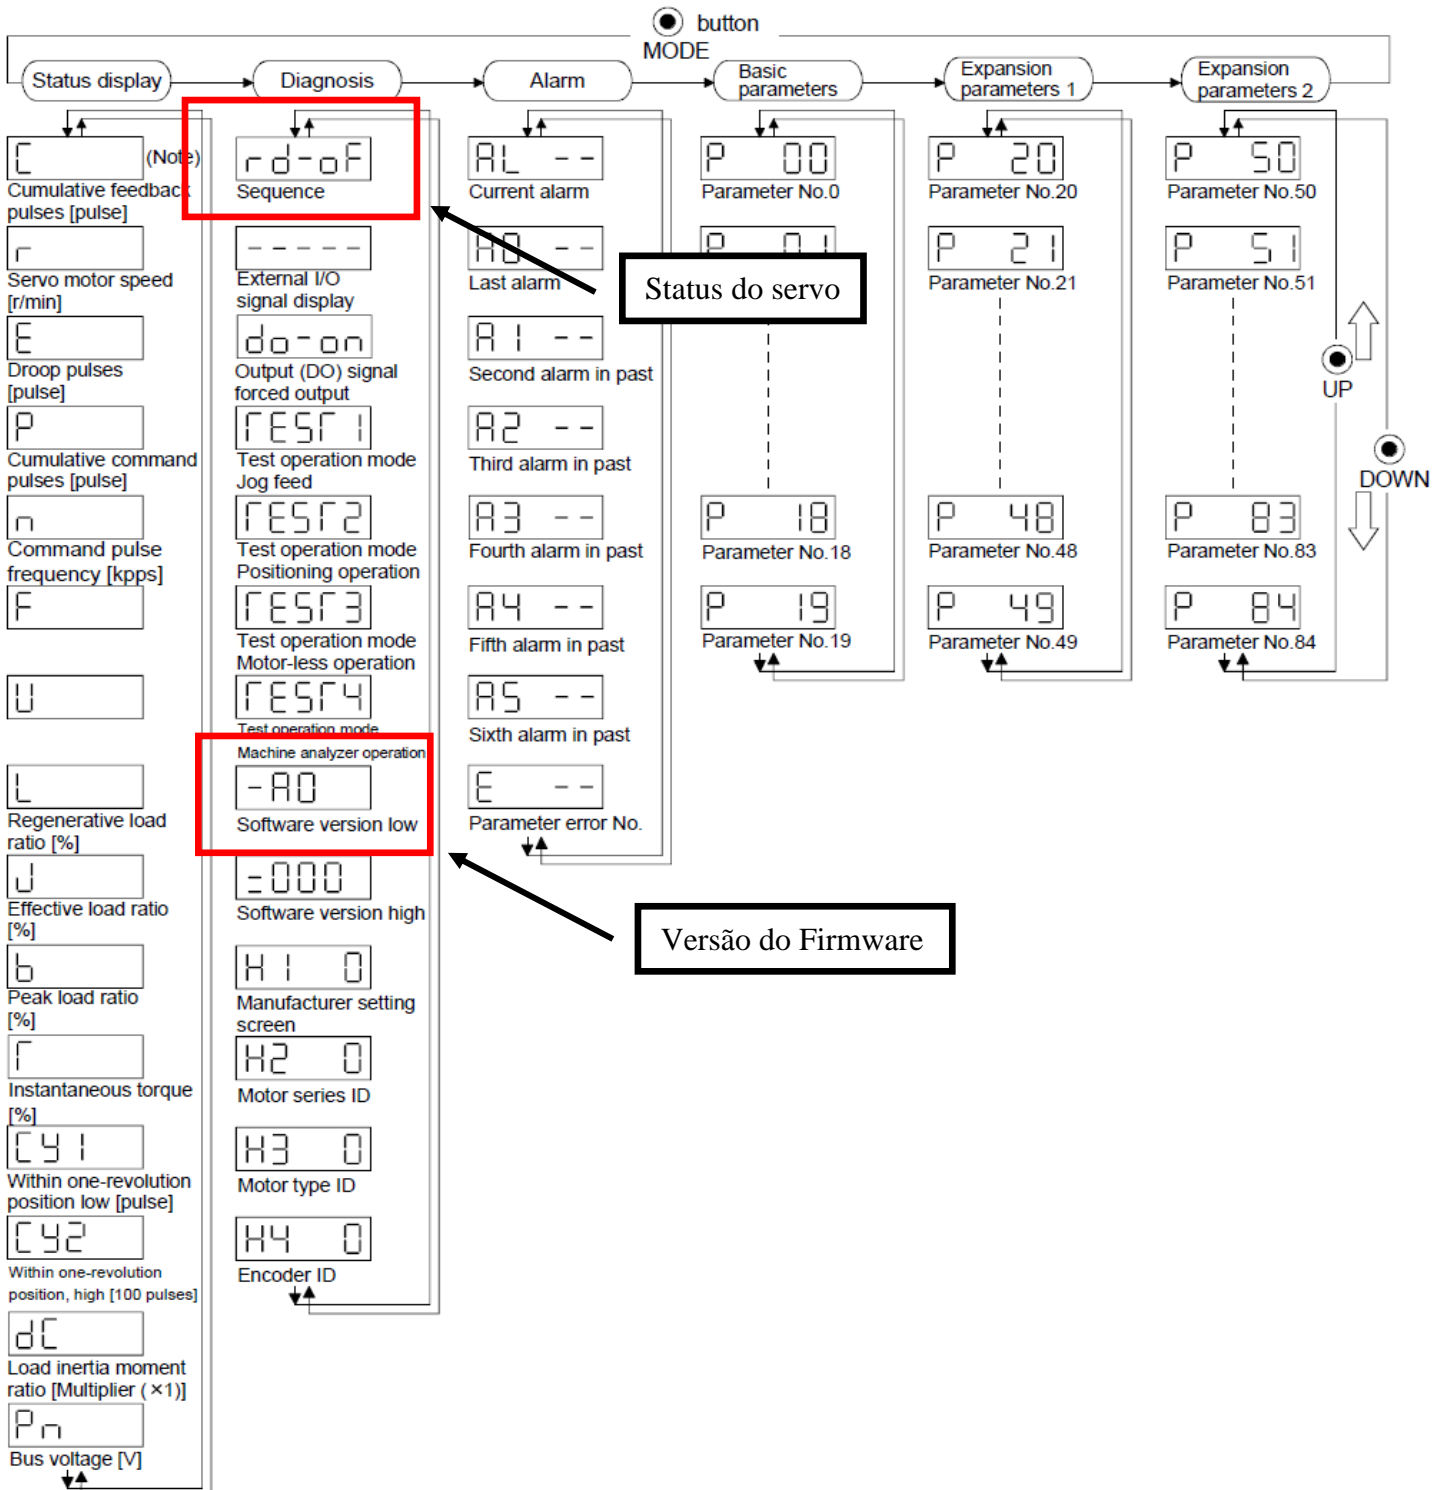 button
MODE
Status display
Diagnosis
Alarm
Basic
parameters
Expansion
parameters 1
Expansion
parameters 2
C
(Note)
Cumulative feedback
pulses [pulse]
r
Servo motor speed
[r/min]
E
Droop pulses
[pulse]
P
Cumulative command
pulses [pulse]
n
Command pulse
frequency [kpps]
F
U
L
Regenerative load
ratio [%]
J
Effective load ratio
[%]
b
Peak load ratio
[%]
T
Instantaneous torque
[%]
Cy1
Within one-revolution
position low [pulse]
Cy2
Within one-revolution
position, high [100 pulses]
dC
Load inertia moment
ratio [Multiplier (×1)]
Pn
Bus voltage [V]
rd-oF
Sequence
-----
External I/O
signal display
do-on
Output (DO) signal
forced output
TEST1
Test operation mode
Jog feed
TEST2
Test operation mode
Positioning operation
TEST3
Test operation mode
Motor-less operation
TEST4
Test operation mode
Machine analyzer operation
-A0
Software version low
=000
Software version high
H1 0
Manufacturer setting
screen
H2 0
Motor series ID
H3 0
Motor type ID
H4 0
Encoder ID
AL --
Current alarm
A0 --
Last alarm
A1 --
Second alarm in past
A2 --
Third alarm in past
A3 --
Fourth alarm in past
A4 --
Fifth alarm in past
A5 --
Sixth alarm in past
E --
Parameter error No.
P 00
Parameter No.0
P 01
P 18
Parameter No.18
P 19
Parameter No.19
P 20
Parameter No.20
P 21
Parameter No.21
P 48
Parameter No.48
P 49
Parameter No.49
P 50
Parameter No.50
P 51
Parameter No.51
P 83
Parameter No.83
P 84
Parameter No.84
UP
DOWN
Status do servo
Versão do Firmware